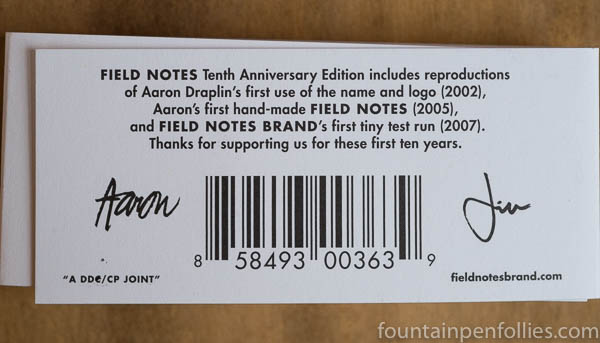 FIELD NOTES Tenth Anniversary Edition includes reproductions
of Aaron Draplin's first use of the name and logo (2002),
Aaron's first hand-made FIELD NOTES (2005),
and FIELD NOTES BRAND's first tiny test run (2007).
Thanks for supporting us for these first ten years.
Aaron
Jim
8 58493 00363 9
"A DDC/CP JOINT"
fieldnotesbrand.com
fountainpenfollies.com